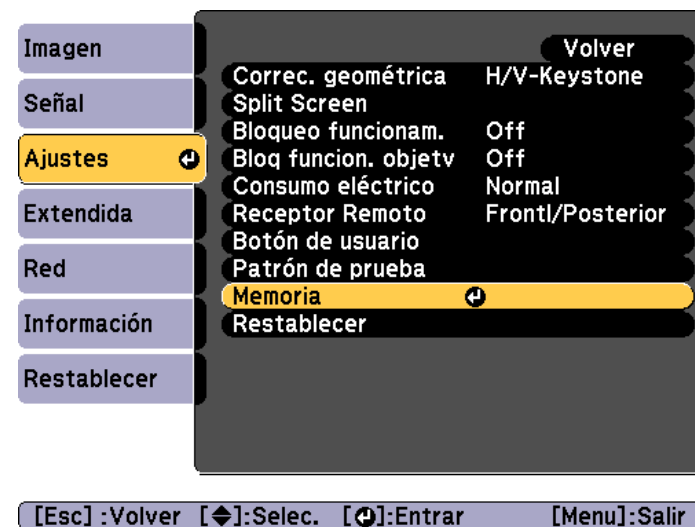 Imagen
Señal
Ajustes
Extendida
Red
Información
Restablecer
Volver
Correc. geométrica H/V-Keystone
Split Screen
Bloqueo funcionam. Off
Bloq funcion. objetv Off
Consumo eléctrico Normal
Receptor Remoto Frontl/Posterior
Botón de usuario
Patrón de prueba
Memoria
Restablecer
[Esc] :Volver [◆]:Selec. [⏎]:Entrar [Menu]:Salir